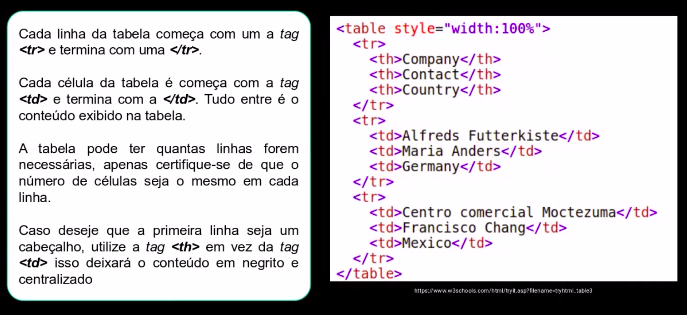 Cada linha da tabela começa com um a tag
<tr> e termina com uma </tr>.
Cada célula da tabela é começa com a tag
<td> e termina com a </td>. Tudo entre é o
conteúdo exibido na tabela.
A tabela pode ter quantas linhas forem
necessárias, apenas certifique-se de que o
número de células seja o mesmo em cada
linha.
Caso deseje que a primeira linha seja um
cabeçalho, utilize a tag <th> em vez da tag
<td> isso deixará o conteúdo em negrito e
centralizado
<table style="width:100%">
<tr>
<th>Company</th>
<th>Contact</th>
<th>Country</th>
</tr>
<tr>
<td>Alfreds Futterkiste</td>
<td>Maria Anders</td>
<td>Germany</td>
</tr>
<tr>
<td>Centro comercial Moctezuma</td>
<td>Francisco Chang</td>
<td>Mexico</td>
</tr>
</table>
https://www.w3schools.com/html/tryit.asp?filename=tryhtml_table3